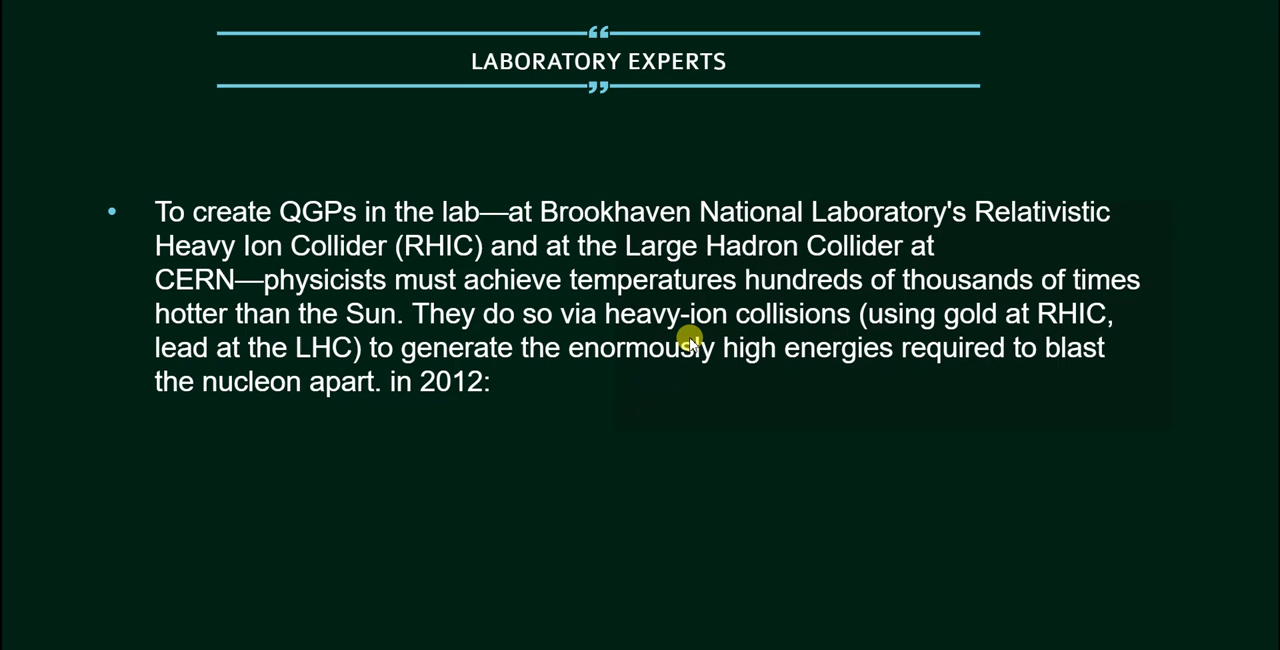 “
LABORATORY EXPERTS
”
• To create QGPs in the lab—at Brookhaven National Laboratory's Relativistic
Heavy Ion Collider (RHIC) and at the Large Hadron Collider at
CERN—physicists must achieve temperatures hundreds of thousands of times
hotter than the Sun. They do so via heavy-ion collisions (using gold at RHIC,
lead at the LHC) to generate the enormously high energies required to blast
the nucleon apart. in 2012: